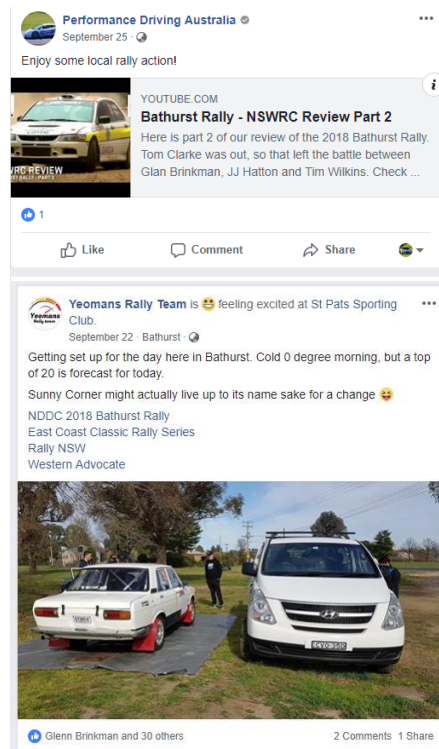 Performance Driving Australia
September 25 ·
Enjoy some local rally action!
i
YOUTUBE.COM
Bathurst Rally - NSWRC Review Part 2
Here is part 2 of our review of the 2018 Bathurst Rally.
Tom Clarke was out, so that left the battle between
Glan Brinkman, JJ Hatton and Tim Wilkins. Check ...
RC REVIEW
1
Like
Comment
Share
Yeomans Rally Team is 😃 feeling excited at St Pats Sporting
Club.
Yeomans
Rally team
September 22 · Bathurst ·
Getting set up for the day here in Bathurst. Cold 0 degree morning, but a top
of 20 is forecast for today.
Sunny Corner might actually live up to its name sake for a change 😝
NDDC 2018 Bathurst Rally
East Coast Classic Rally Series
Rally NSW
Western Advocate
Glenn Brinkman and 30 others
2 Comments 1 Share